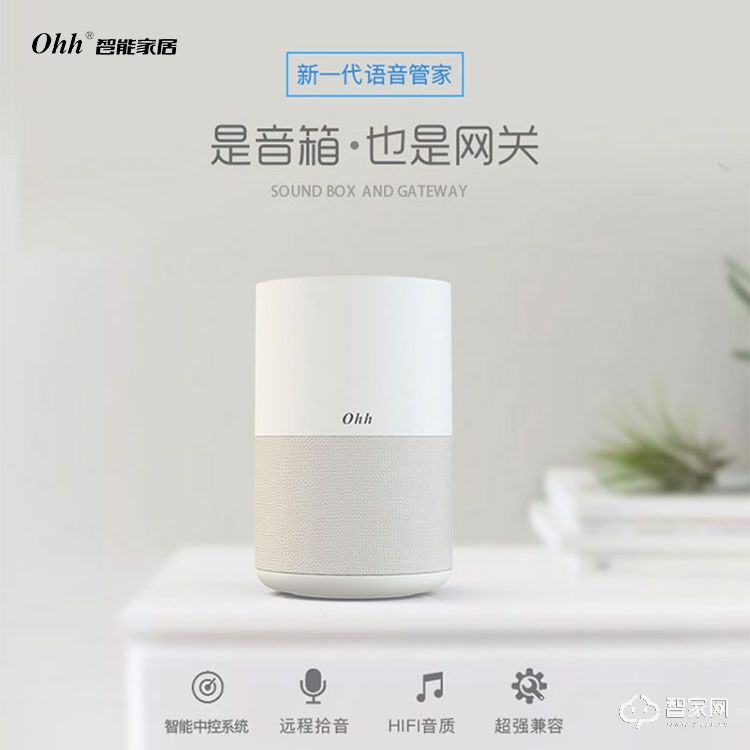 Ohh® 智能家居
新一代语音管家
是音箱·也是网关
SOUND BOX AND GATEWAY
Ohh
智能中控系统 远程拾音 HIFI音质 超强兼容
智家网